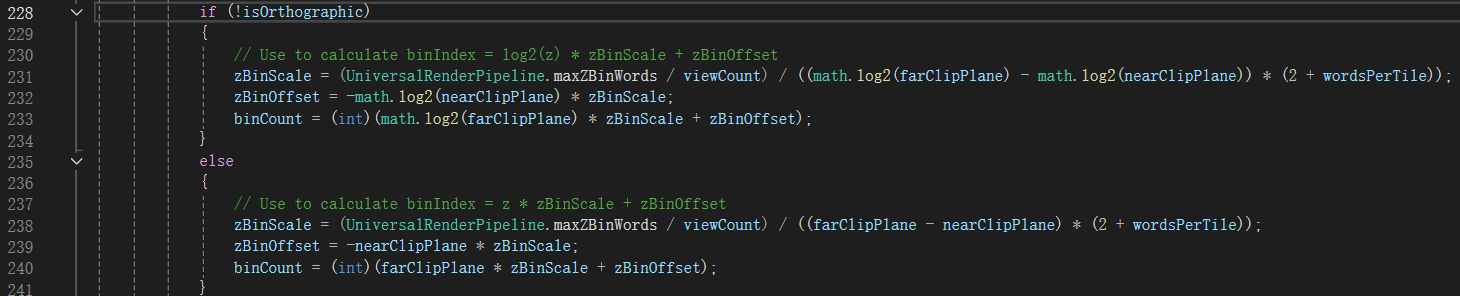 228 if (!isOrthographic)
229 {
230 // Use to calculate binIndex = log2(z) * zBinScale + zBinOffset
231 zBinScale = (UniversalRenderPipeline.maxZBinWords / viewCount) / ((math.log2(farClipPlane) - math.log2(nearClipPlane)) * (2 + wordsPerTile));
232 zBinOffset = -math.log2(nearClipPlane) * zBinScale;
233 binCount = (int)(math.log2(farClipPlane) * zBinScale + zBinOffset);
234 }
235 else
236 {
237 // Use to calculate binIndex = z * zBinScale + zBinOffset
238 zBinScale = (UniversalRenderPipeline.maxZBinWords / viewCount) / ((farClipPlane - nearClipPlane) * (2 + wordsPerTile));
239 zBinOffset = -nearClipPlane * zBinScale;
240 binCount = (int)(farClipPlane * zBinScale + zBinOffset);
241 }